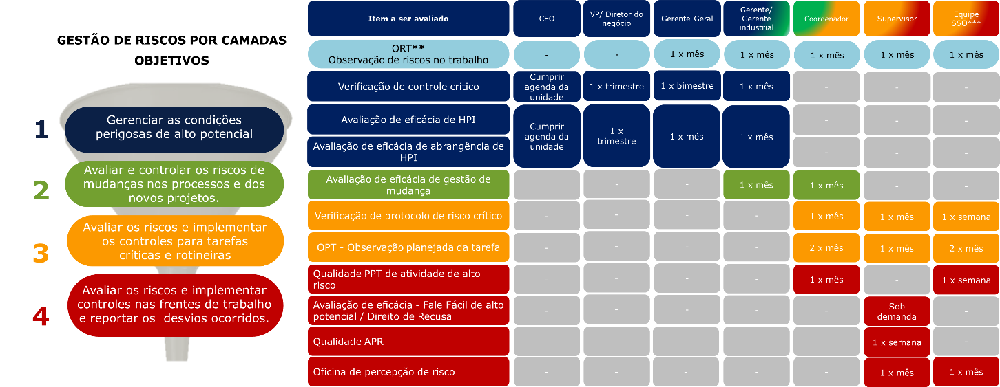 GESTÃO DE RISCOS POR CAMADAS
OBJETIVOS
1
Gerenciar as condições
perigosas de alto potencial
2
Avaliar e controlar os riscos de
mudanças nos processos e dos
novos projetos.
3
Avaliar os riscos e implementar
os controles para tarefas
críticas e rotineiras
4
Avaliar os riscos e implementar
controles nas frentes de trabalho
e reportar os  desvios ocorridos.
Item a ser avaliado
CEO
VP/ Diretor do
negócio
Gerente Geral
Gerente/
Gerente
industrial
Coordenador
Supervisor
Equipe
SSO***
ORT**
Observação de riscos no trabalho
-
-
1 x mês
1 x mês
1 x mês
1 x mês
1 x mês
Verificação de controle crítico
Cumprir
agenda da
unidade
1 x trimestre
1 x bimestre
1 x mês
-
-
-
Avaliação de eficácia de HPI
Cumprir
agenda da
unidade
1 x
trimestre
1 x mês
1 x mês
-
-
-
Avaliação de eficácia de abrangência de
HPI
-
-
-
Avaliação de eficácia de gestão de
mudança
-
-
-
1 x mês
1 x mês
-
-
Verificação de protocolo de risco crítico
-
-
-
-
1 x mês
1 x mês
1 x semana
OPT - Observação planejada da tarefa
-
-
-
-
2 x mês
1 x mês
2 x mês
Qualidade PPT de atividade de alto
risco
-
-
-
-
1 x mês
-
1 x semana
Avaliação de eficácia - Fale Fácil de alto
potencial / Direito de Recusa
-
-
-
-
-
Sob
demanda
-
Qualidade APR
-
-
-
-
-
1 x semana
-
Oficina de percepção de risco
-
-
-
-
-
1 x mês
1 x mês